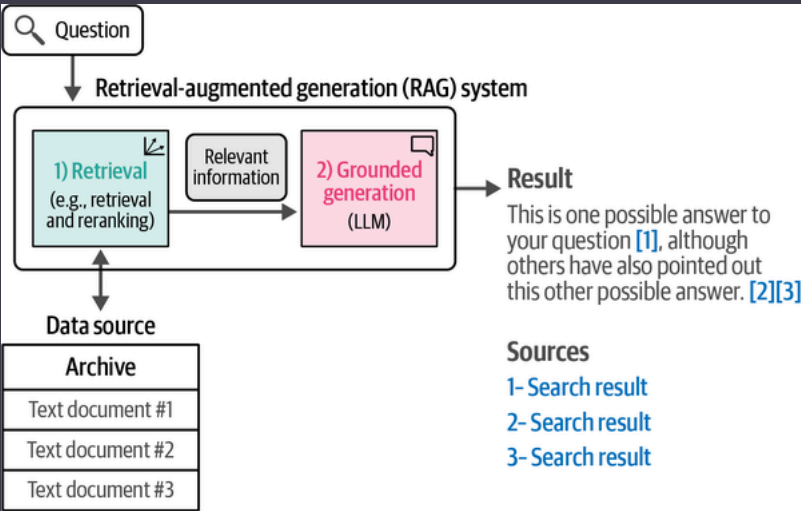 Question
Retrieval-augmented generation (RAG) system
1) Retrieval
(e.g., retrieval
and reranking)
Relevant
information
2) Grounded
generation
(LLM)
Result
This is one possible answer to
your question [1], although
others have also pointed out
this other possible answer. [2][3]
Data source
Archive
Text document #1
Text document #2
Text document #3
Sources
1– Search result
2– Search result
3– Search result